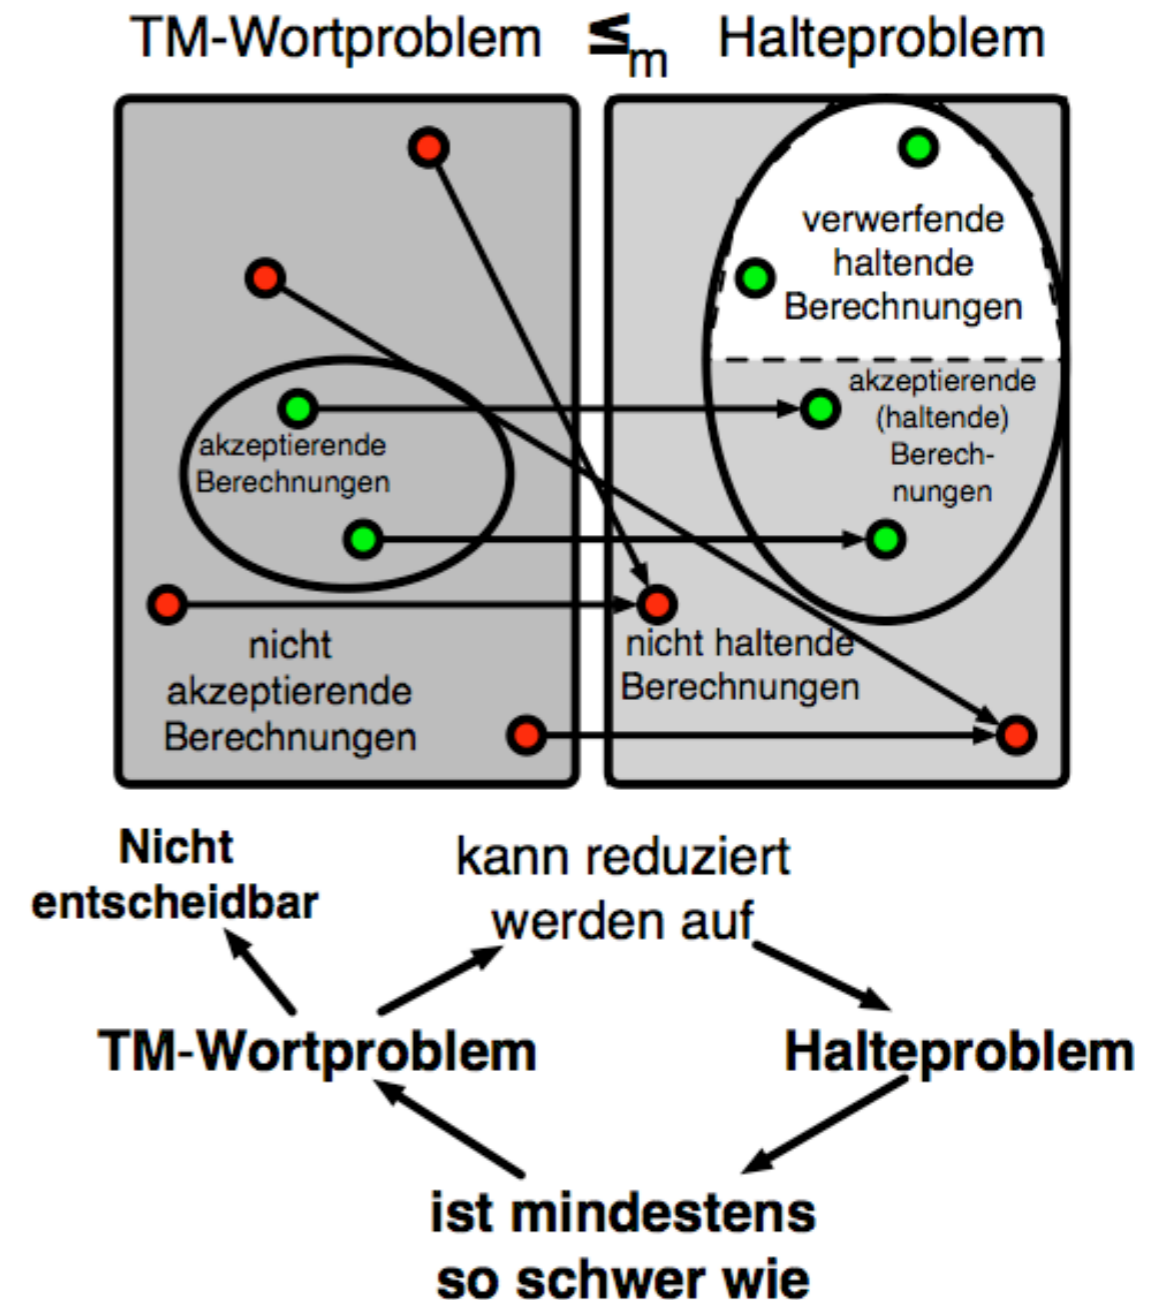 TM-Wortproblem ≤m Halteproblem
verwerfende
haltende
Berechnungen
akzeptierende
(haltende)
Berech-
nungen
akzeptierende
Berechnungen
nicht
akzeptierende
Berechnungen
nicht haltende
Berechnungen
Nicht
entscheidbar
kann reduziert
werden auf
TM-Wortproblem
Halteproblem
ist mindestens
so schwer wie